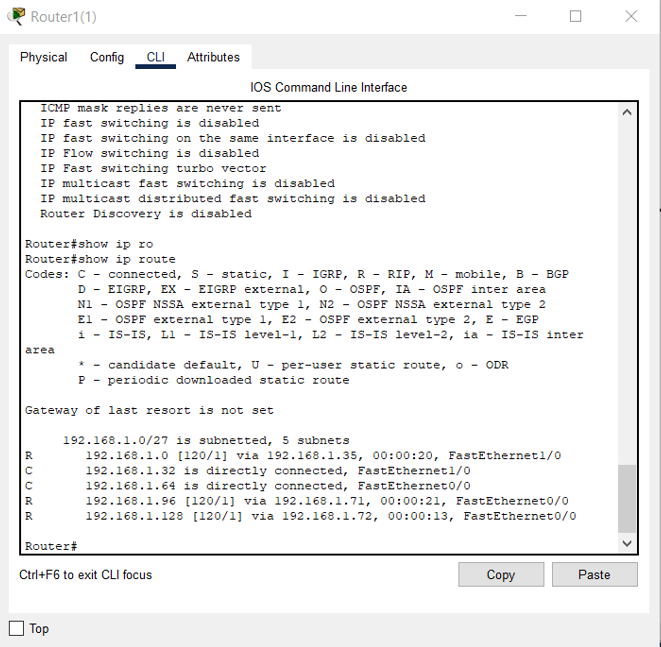 Router1(1)
Physical Config CLI Attributes
IOS Command Line Interface
ICMP mask replies are never sent
IP fast switching is disabled
IP fast switching on the same interface is disabled
IP Flow switching is disabled
IP Fast switching turbo vector
IP multicast fast switching is disabled
IP multicast distributed fast switching is disabled
Router Discovery is disabled
Router#show ip ro
Router#show ip route
Codes: C - connected, S - static, I - IGRP, R - RIP, M - mobile, B - BGP
D - EIGRP, EX - EIGRP external, O - OSPF, IA - OSPF inter area
N1 - OSPF NSSA external type 1, N2 - OSPF NSSA external type 2
E1 - OSPF external type 1, E2 - OSPF external type 2, E - EGP
i - IS-IS, L1 - IS-IS level-1, L2 - IS-IS level-2, ia - IS-IS inter
area
* - candidate default, U - per-user static route, o - ODR
P - periodic downloaded static route
Gateway of last resort is not set
192.168.1.0/27 is subnetted, 5 subnets
R 192.168.1.0 [120/1] via 192.168.1.35, 00:00:20, FastEthernet1/0
C 192.168.1.32 is directly connected, FastEthernet1/0
C 192.168.1.64 is directly connected, FastEthernet0/0
R 192.168.1.96 [120/1] via 192.168.1.71, 00:00:21, FastEthernet0/0
R 192.168.1.128 [120/1] via 192.168.1.72, 00:00:13, FastEthernet0/0
Router#
Ctrl+F6 to exit CLI focus Copy Paste
Top